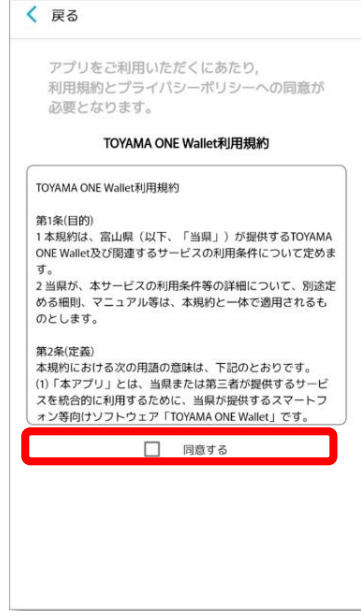 戻る
アプリをご利用いただくにあたり,
利用規約とプライバシーポリシーへの同意が
必要となります。
TOYAMA ONE Wallet利用規約
TOYAMA ONE Wallet利用規約
第1条(目的)
1 本規約は、富山県（以下、「当県」）が提供するTOYAMA
ONE Wallet及び関連するサービスの利用条件について定めま
す。
2 当県が、本サービスの利用条件等の詳細について、別途定
める細則、マニュアル等は、本規約と一体で適用されるも
のとします。
第2条(定義)
本規約における次の用語の意味は、下記のとおりです。
(1)「本アプリ」とは、当県または第三者が提供するサービ
スを統合的に利用するために、当県が提供するスマートフ
ォン等向けソフトウェア「TOYAMA ONE Wallet」です。
同意する